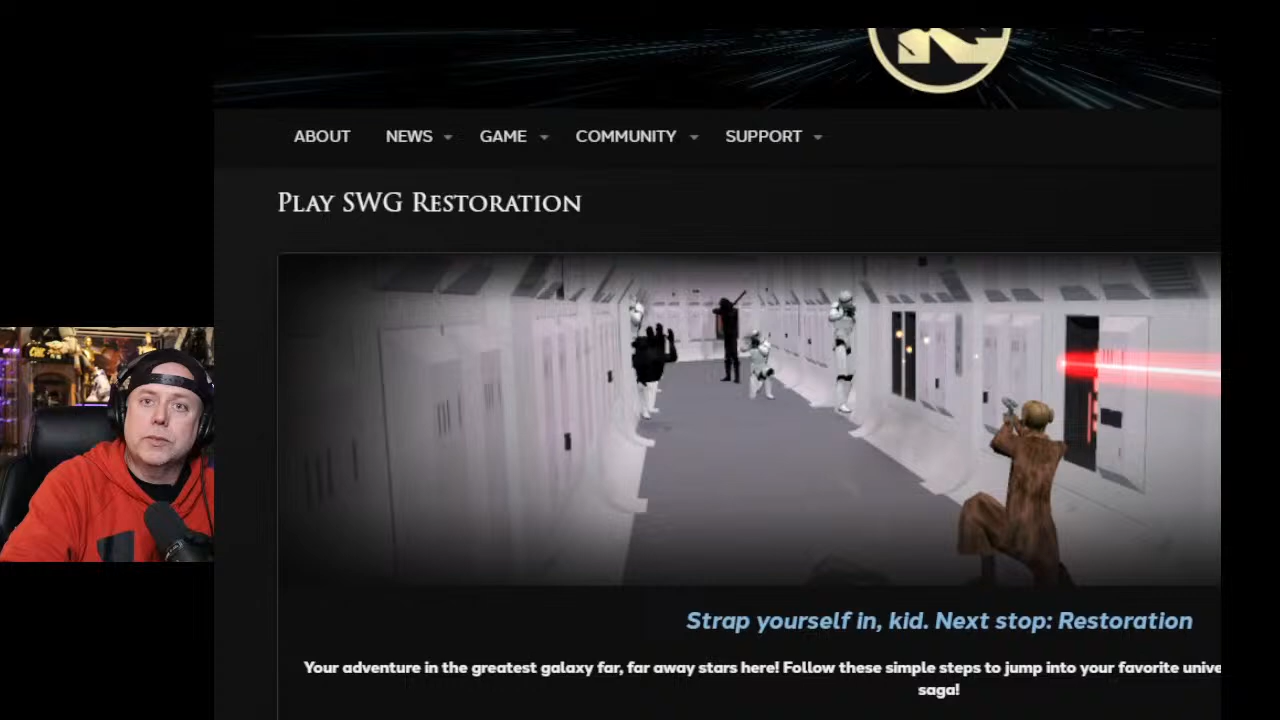 ABOUT NEWS GAME COMMUNITY SUPPORT
Play SWG Restoration
Strap yourself in, kid. Next stop: Restoration
Your adventure in the greatest galaxy far, far away stars here! Follow these simple steps to jump into your favorite unive
saga!